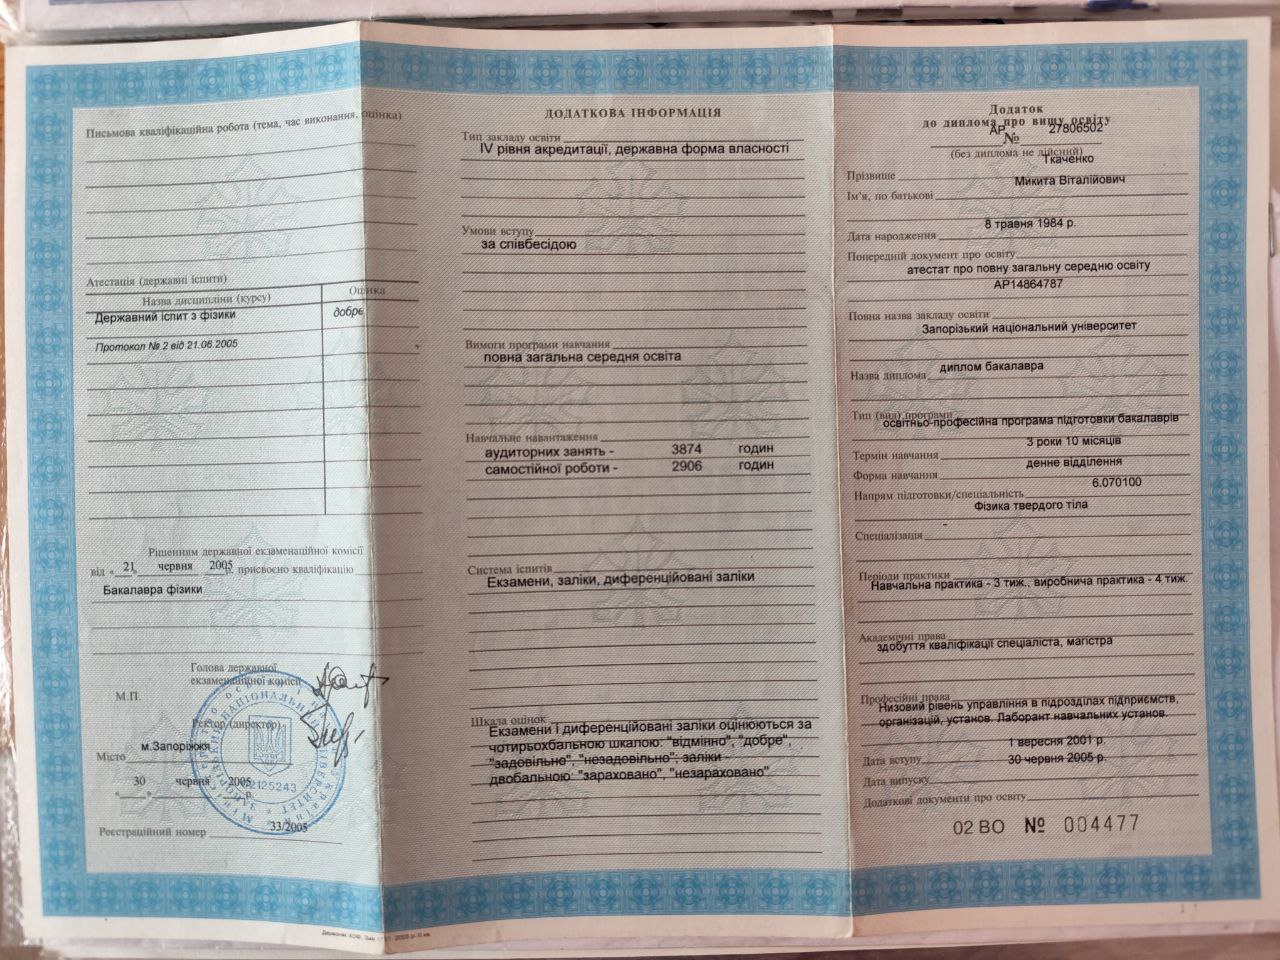 Письмова кваліфікаційна робота (тема, час виконання, оцінка)
Атестація (державні іспити)
Назва дисципліни (курсу)
Оцінка
Державний іспит з фізики
добре
Протокол № 2 від 21.06.2005
Рішенням державної екзаменаційної комісії
від « 21 » червня 2005 р. присвоєно кваліфікацію
Бакалавра фізики
Голова державної
екзаменаційної комісії
М.П.
Ректор (директор)
м.Запоріжжя
Місто
30 червня 2005
« » р.
Реєстраційний номер 33/2005
02125243
ДОДАТКОВА ІНФОРМАЦІЯ
Тип закладу освіти
IV рівня акредитації, державна форма власності
Умови вступу
за співбесідою
Вимоги програми навчання
повна загальна середня освіта
Навчальне навантаження
аудиторних занять - 3874 годин
самостійної роботи - 2906 годин
Система іспитів
Екзамени, заліки, диференційовані заліки
Шкала оцінок
Екзамени і диференційовані заліки оцінюються за
чотирьохбальною шкалою: "відмінно", "добре",
"задовільно", "незадовільно"; заліки -
двобальною: "зараховано", "незараховано"
Додаток
до диплома про вищу освіту
АР № 27806502
(без диплома не дійсний)
Ткаченко
Прізвище
Микита Віталійович
Ім'я, по батькові
8 травня 1984 р.
Дата народження
Попередній документ про освіту
атестат про повну загальну середню освіту
АР14864787
Повна назва закладу освіти
Запорізький національний університет
диплом бакалавра
Назва диплома
Тип (вид) програми
освітньо-професійна програма підготовки бакалаврів
3 роки 10 місяців
Термін навчання
денне відділення
Форма навчання
6.070100
Напрям підготовки/спеціальність
Фізика твердого тіла
-
Спеціалізація
Періоди практики
Навчальна практика - 3 тиж., виробнича практика - 4 тиж.
Академічні права
здобуття кваліфікації спеціаліста, магістра
Професійні права
Низовий рівень управління в підрозділах підприємств,
організацій, установ. Лаборант навчальних установ.
1 вересня 2001 р.
Дата вступу
30 червня 2005 р.
Дата випуску
Додаткові документи про освіту
02 ВО № 004477